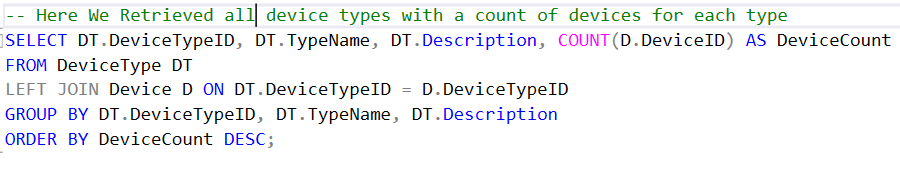 -- Here We Retrieved all device types with a count of devices for each type
SELECT DT.DeviceTypeID, DT.TypeName, DT.Description, COUNT(D.DeviceID) AS DeviceCount
FROM DeviceType DT
LEFT JOIN Device D ON DT.DeviceTypeID = D.DeviceTypeID
GROUP BY DT.DeviceTypeID, DT.TypeName, DT.Description
ORDER BY DeviceCount DESC;